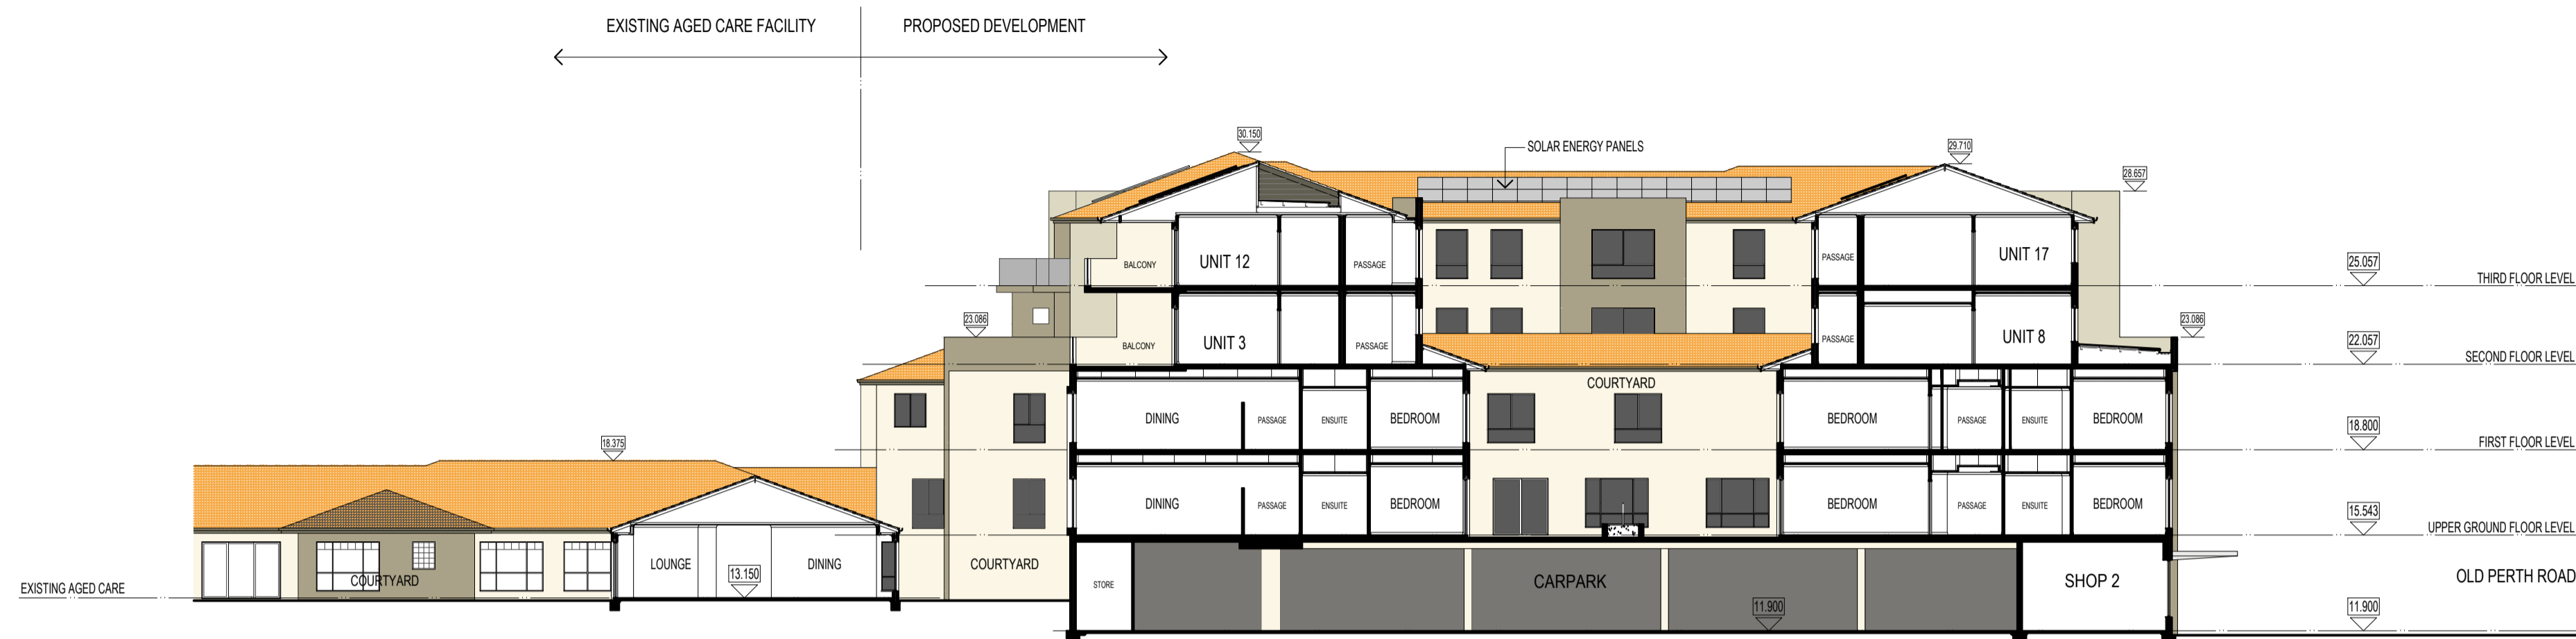 EXISTING AGED CARE FACILITY
PROPOSED DEVELOPMENT
30.150
SOLAR ENERGY PANELS
29.710
28.657
BALCONY
UNIT 12
PASSAGE
PASSAGE
UNIT 17
25.057
THIRD FLOOR LEVEL
23.086
23.086
BALCONY
UNIT 3
PASSAGE
PASSAGE
UNIT 8
22.057
SECOND FLOOR LEVEL
COURTYARD
DINING
PASSAGE
ENSUITE
BEDROOM
BEDROOM
PASSAGE
ENSUITE
BEDROOM
18.375
18.800
FIRST FLOOR LEVEL
DINING
PASSAGE
ENSUITE
BEDROOM
BEDROOM
PASSAGE
ENSUITE
BEDROOM
15.543
UPPER GROUND FLOOR LEVEL
EXISTING AGED CARE
COURTYARD
LOUNGE
13.150
DINING
COURTYARD
STORE
CARPARK
11.900
SHOP 2
OLD PERTH ROAD
11.900